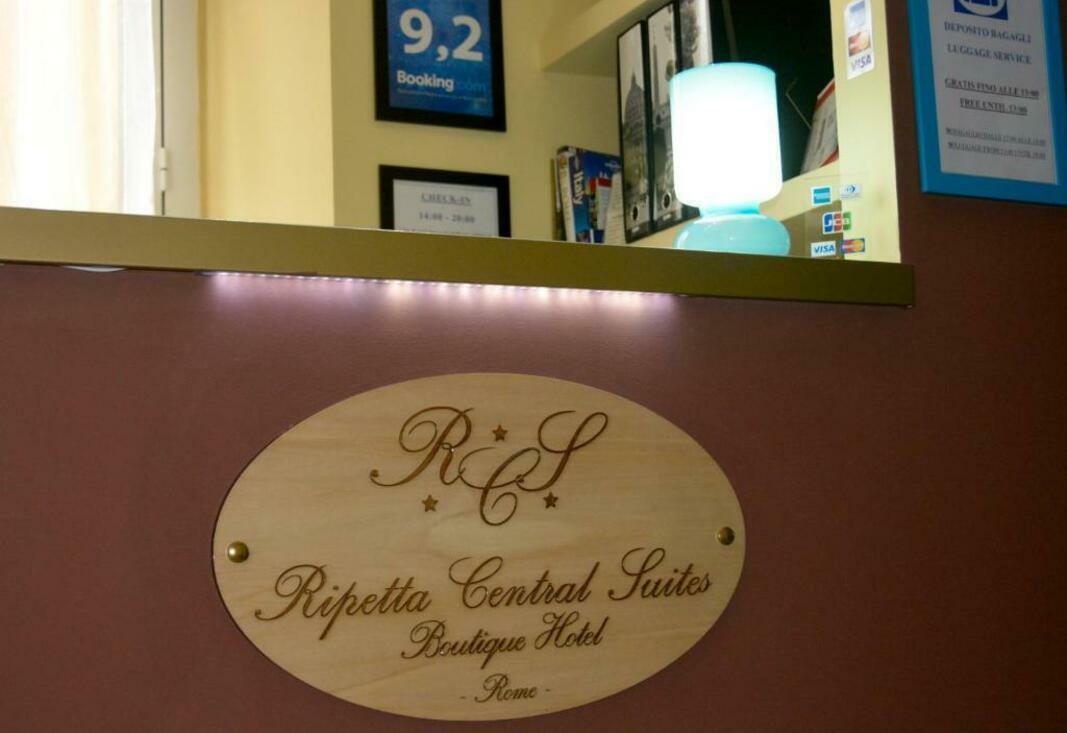 9,2
Booking.com
CHECK-IN
14:00 - 20:00
Italy
VISA
JCB
VISA
DEPOSITO BAGAGLI
LUGGAGE SERVICE
GRATIS FINO ALLE 13:00
FREE UNTIL 13:00
RCS
Ripetta Central Suites
Boutique Hotel
- Rome -